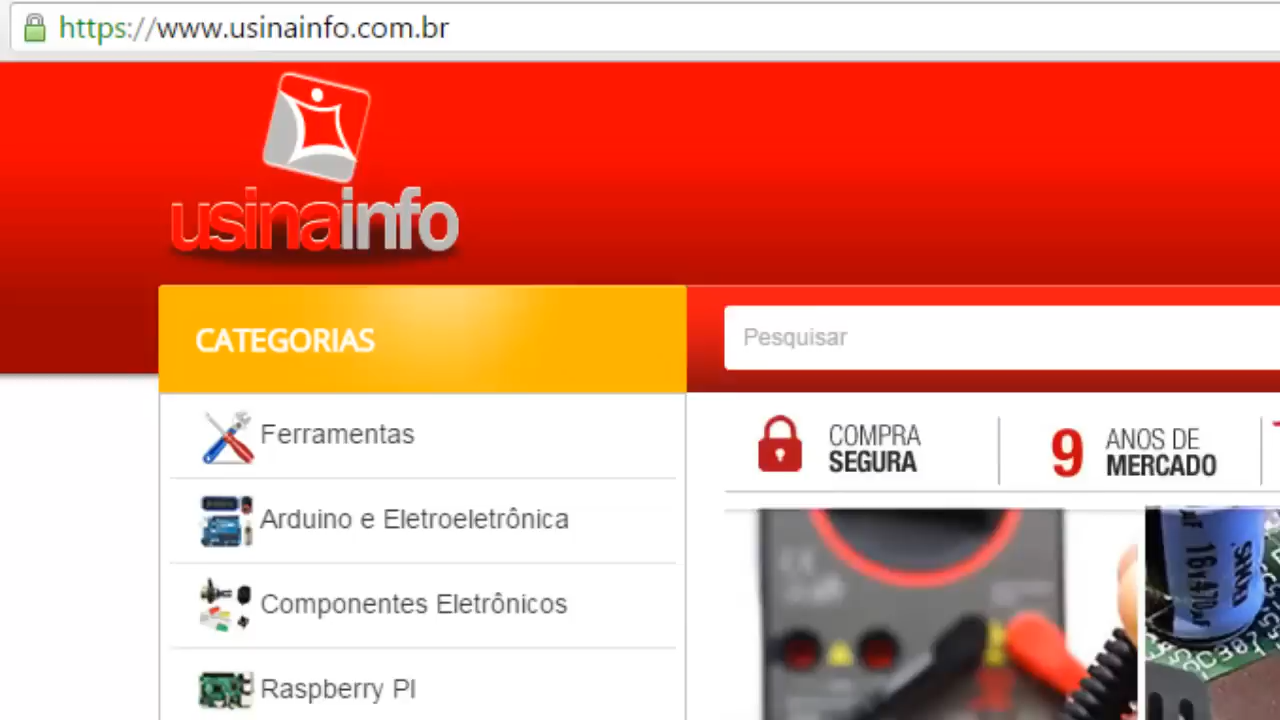 https://www.usinainfo.com.br
usinainfo
CATEGORIAS
Pesquisar
Ferramentas
COMPRA
SEGURA
9 ANOS DE
MERCADO
Arduino e Eletroeletrônica
Componentes Eletrônicos
Raspberry PI
16v470µF